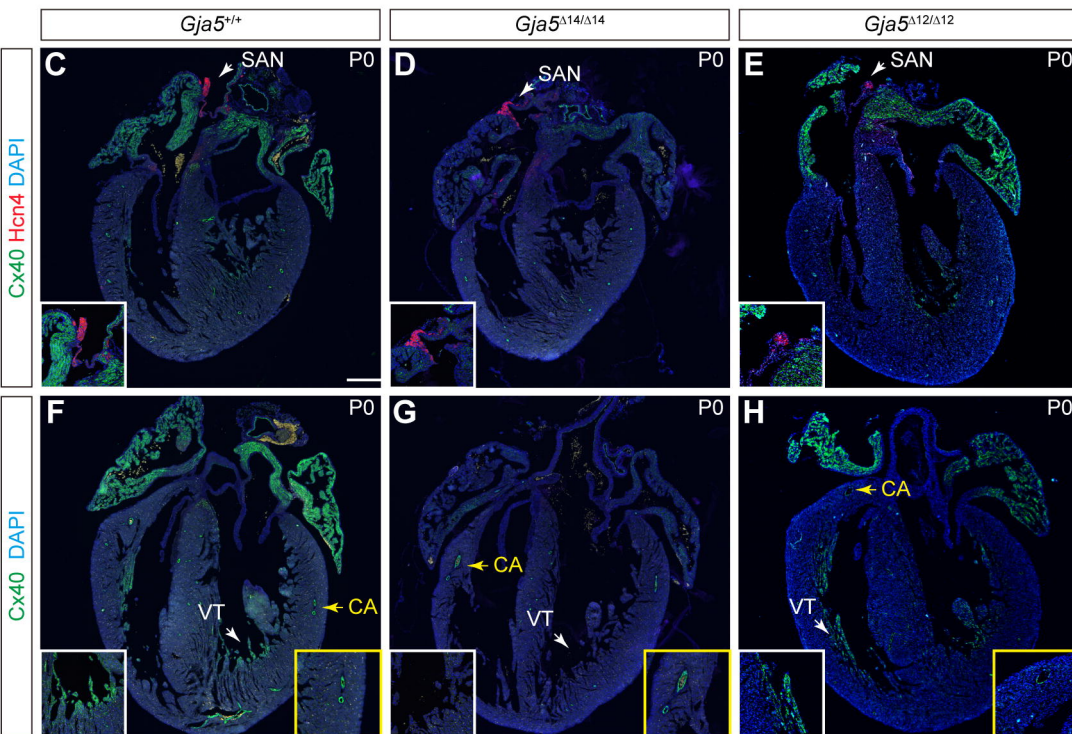 Gja5+/+
Gja5Δ14/Δ14
Gja5Δ12/Δ12
Cx40 Hcn4 DAPI
C
SAN
P0
D
SAN
P0
E
SAN
P0
Cx40 DAPI
F
P0
VT
CA
G
P0
CA
VT
H
P0
CA
VT